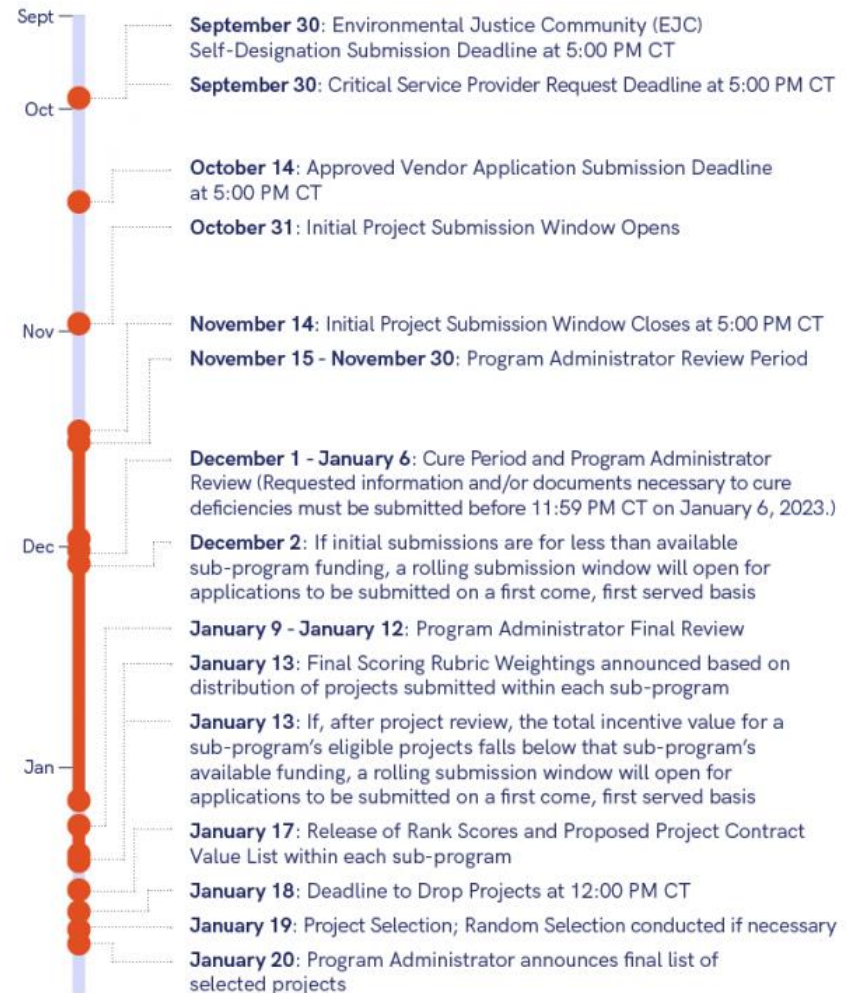 Sept
September 30: Environmental Justice Community (EJC)
Self-Designation Submission Deadline at 5:00 PM CT
September 30: Critical Service Provider Request Deadline at 5:00 PM CT
Oct
October 14: Approved Vendor Application Submission Deadline
at 5:00 PM CT
October 31: Initial Project Submission Window Opens
November 14: Initial Project Submission Window Closes at 5:00 PM CT
Nov
November 15 - November 30: Program Administrator Review Period
December 1 - January 6: Cure Period and Program Administrator
Review (Requested information and/or documents necessary to cure
deficiencies must be submitted before 11:59 PM CT on January 6, 2023.)
Dec
December 2: If initial submissions are for less than available
sub-program funding, a rolling submission window will open for
applications to be submitted on a first come, first served basis
January 9 - January 12: Program Administrator Final Review
January 13: Final Scoring Rubric Weightings announced based on
distribution of projects submitted within each sub-program
January 13: If, after project review, the total incentive value for a
sub-program's eligible projects falls below that sub-program's
Jan
available funding, a rolling submission window will open for
applications to be submitted on a first come, first served basis
January 17: Release of Rank Scores and Proposed Project Contract
Value List within each sub-program
January 18: Deadline to Drop Projects at 12:00 PM CT
January 19: Project Selection; Random Selection conducted if necessary
January 20: Program Administrator announces final list of
selected projects